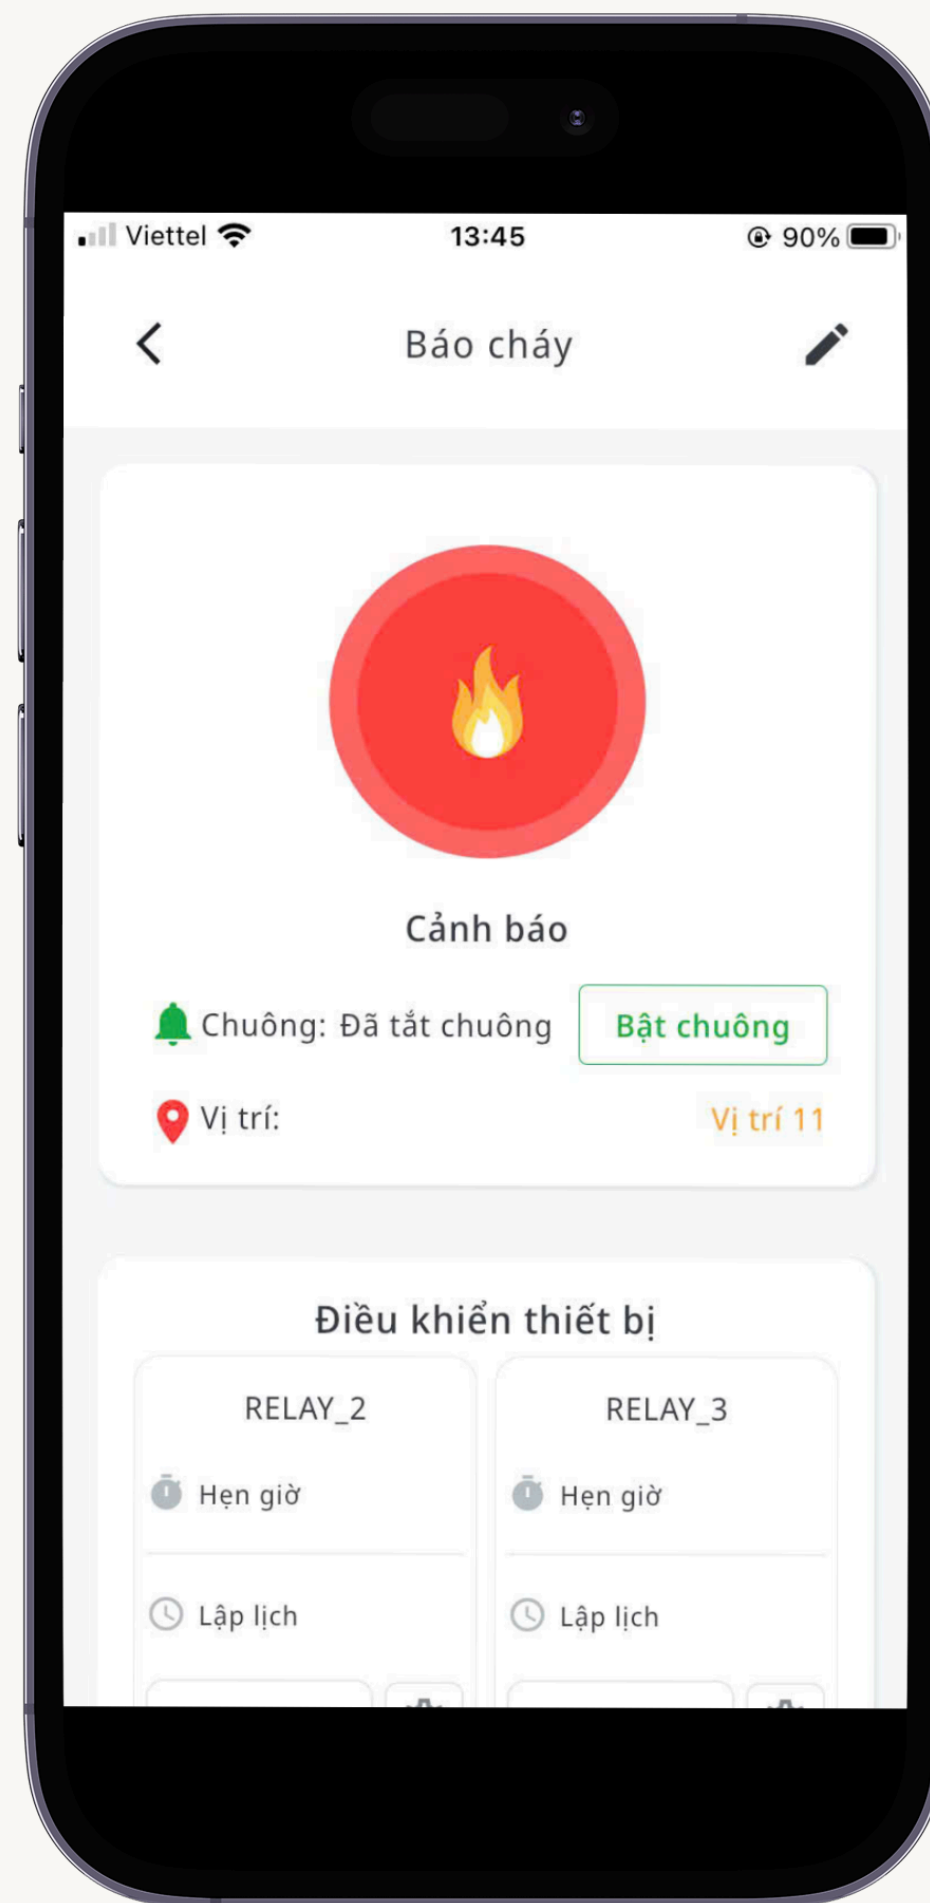 Viettel 13:45 90%
Báo cháy
Cảnh báo
Chuông: Đã tắt chuông Bật chuông
Vị trí: Vị trí 11
Điều khiển thiết bị
RELAY_2 RELAY_3
Hẹn giờ Hẹn giờ
Lập lịch Lập lịch